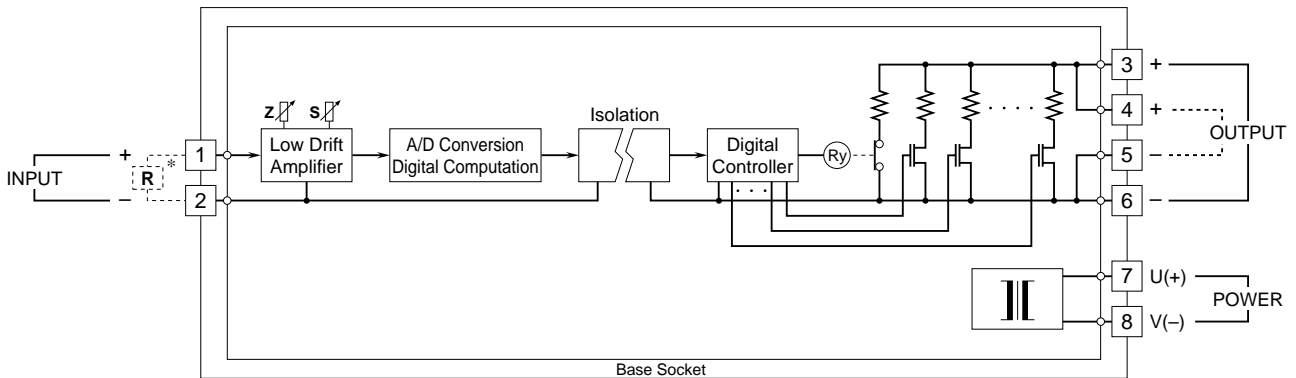 Isolation
Z
S
Low Drift
Amplifier
A/D Conversion
Digital Computation
Digital
Controller
Ry
INPUT
+
–
R
*
1
2
3 +
4 +
5 –
6 –
OUTPUT
7 U(+)
8 V(–)
POWER
Base Socket